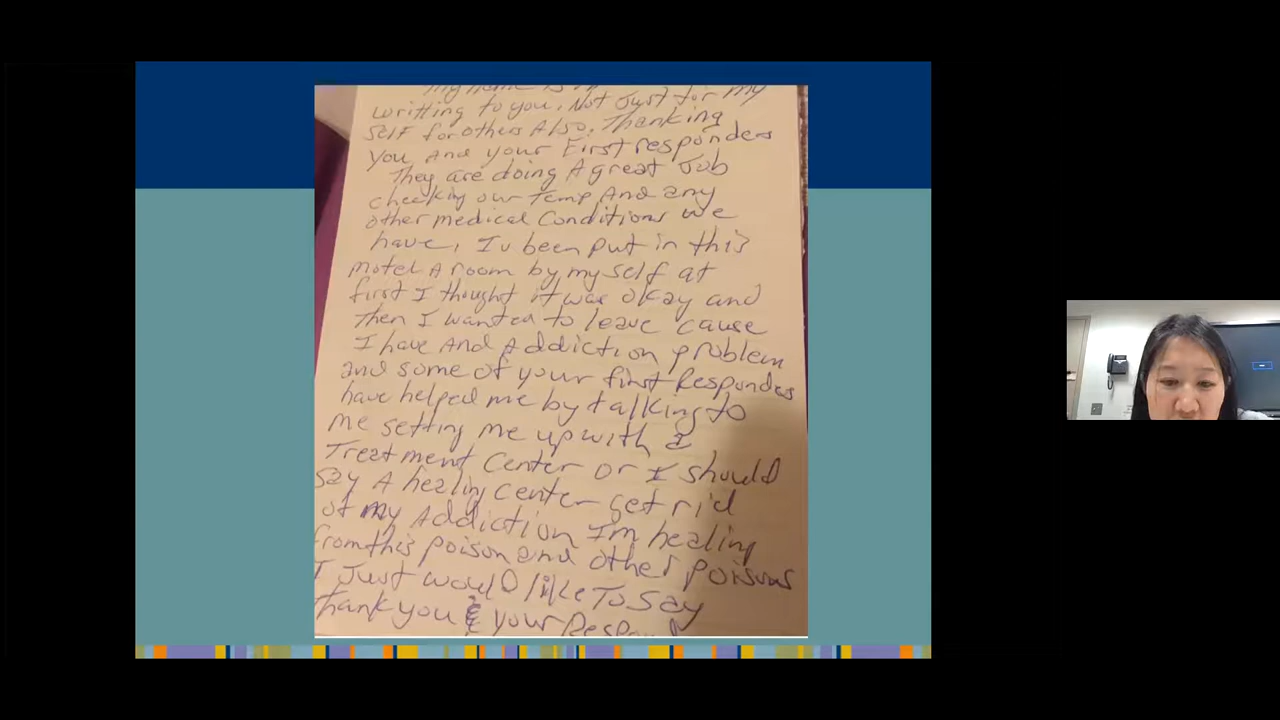 My name is
writting to you, Not Just for my
self for others Also. Thanking
you And your First responders
They are doing A great Job
checking our Temp And any
other medical Conditions we
have, Iv been put in this
motel A room by my self at
first I thought it was okay and
Then I wanted to leave cause
I have And Addiction problem
and some of your first Responders
have helped me by talking to
me setting me up with a
Treatment Center or I should
say A healing center get rid
of my Addiction Im healing
from this poison and other poisons
I Just would like To Say
thank you & your